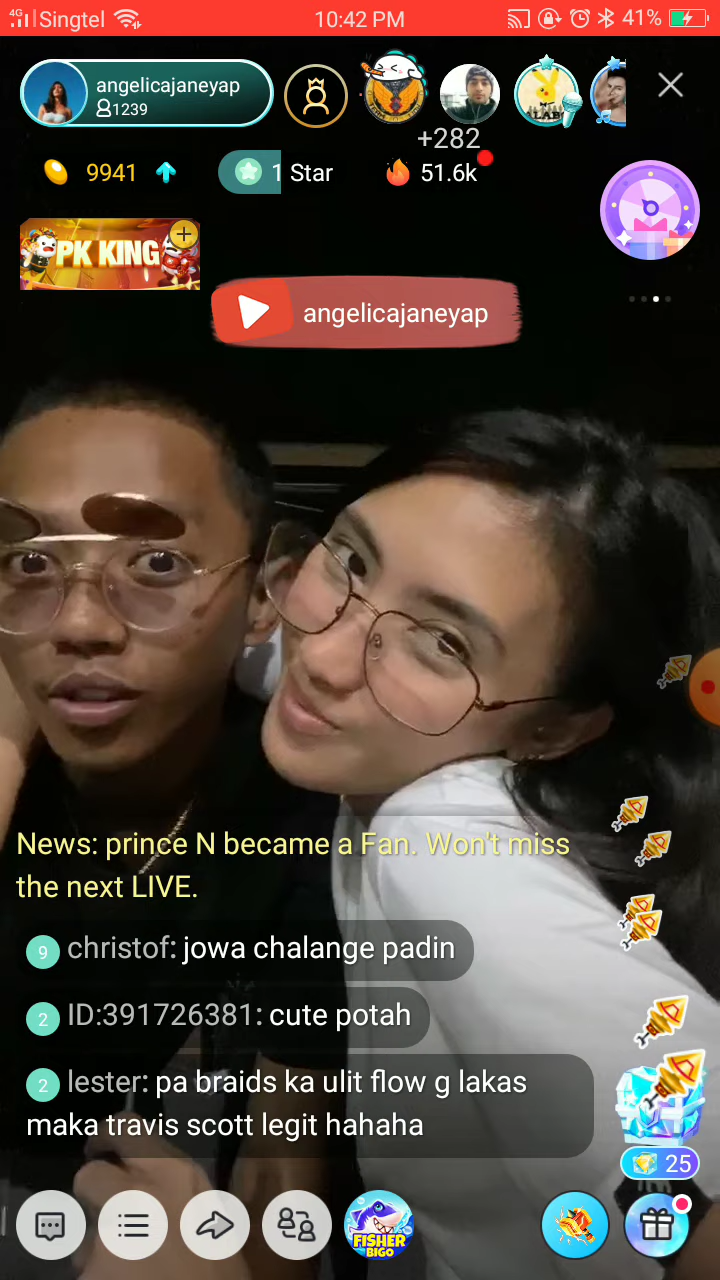 4G Singtel 10:42 PM 41%
angelicajaneyap
1239
+282
9941 1 Star 51.6k
PK KING
angelicajaneyap
News: prince N became a Fan. Won't miss
the next LIVE.
9 christof: jowa chalange padin
2 ID:391726381: cute potah
2 lester: pa braids ka ulit flow g lakas
maka travis scott legit hahaha
25
FISHER
BIGO